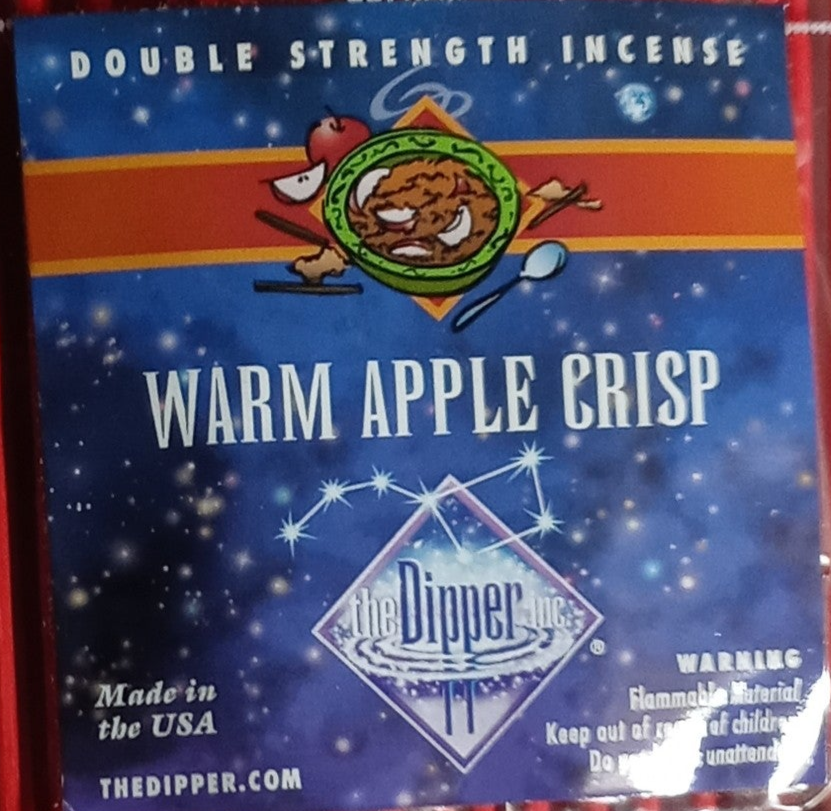 DOUBLE STRENGTH INCENSE
WARM APPLE CRISP
the Dipper inc
®
Made in
the USA
THEDIPPER.COM
WARNING
Flammable Material
Keep out of reach of children
Do unattended